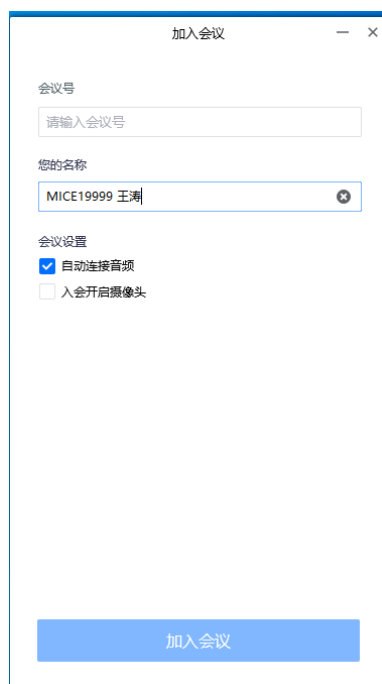 加入会议
会议号
请输入会议号
您的名称
MICE19999 王涛
会议设置
自动连接音频
入会开启摄像头
加入会议